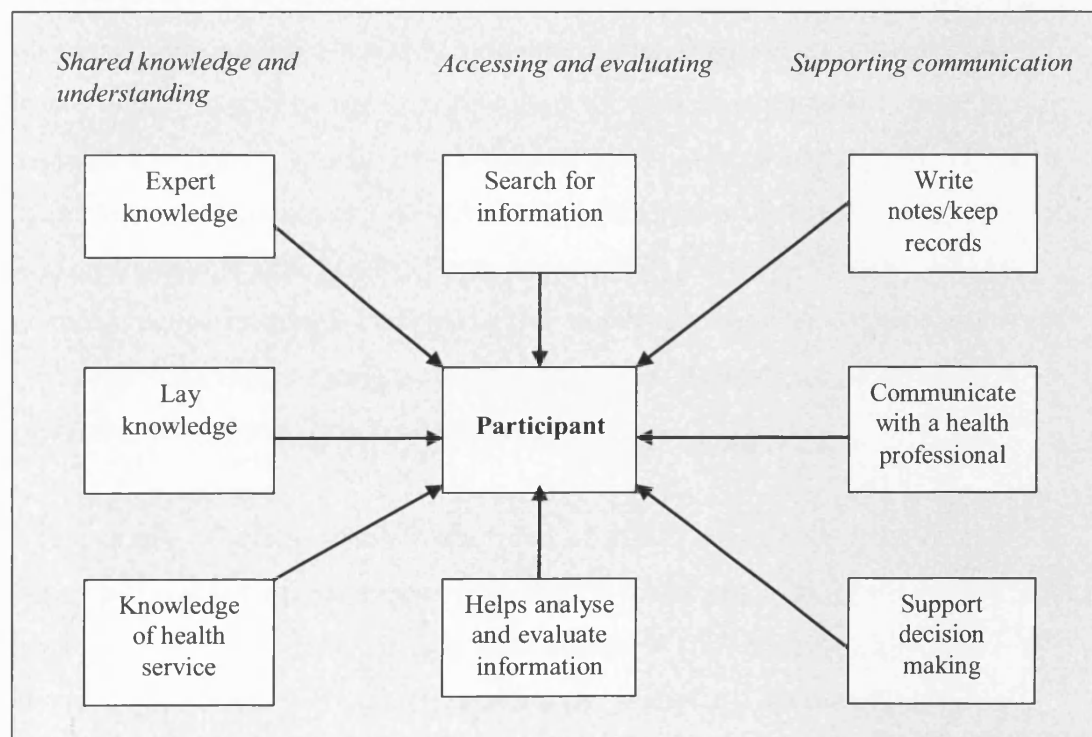 Shared knowledge and
understanding
Accessing and evaluating
Supporting communication
Expert
knowledge
Search for
information
Write
notes/keep
records
Lay
knowledge
Participant
Communicate
with a health
professional
Knowledge
of health
service
Helps analyse
and evaluate
information
Support
decision
making